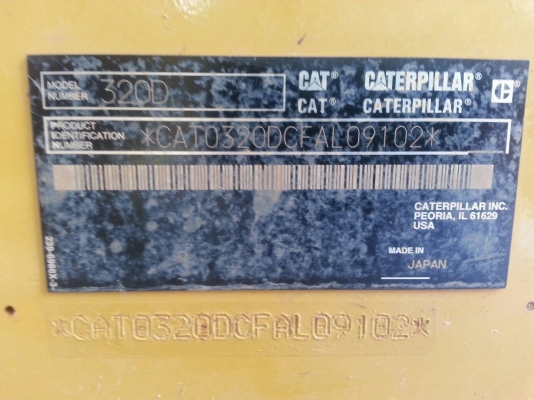 MODEL NUMBER 320D
CAT® CATERPILLAR®
CAT® CATERPILLAR®
PRODUCT IDENTIFICATION NUMBER *CAT0320DCFAL09102*
CATERPILLAR INC.
PEORIA, IL 61629
USA
MADE IN
JAPAN
*CAT0320DCFAL09102*